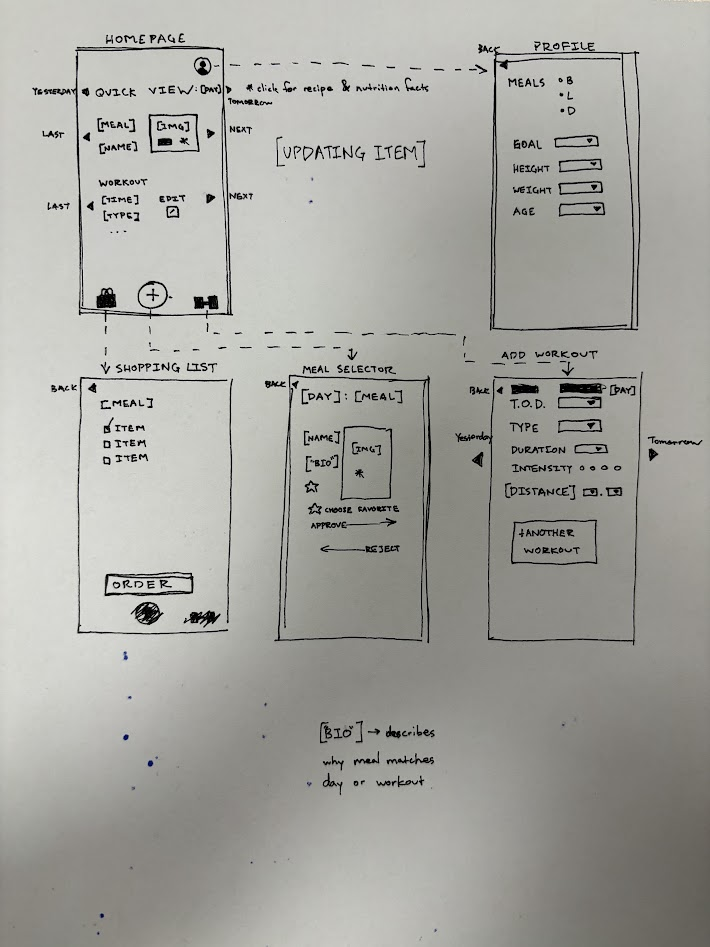 HOMEPAGE
YESTERDAY QUICK VIEW: [DAY] * click for recipe & nutrition facts
TOMORROW
LAST [MEAL] [IMG] NEXT
[NAME] *
[UPDATING ITEM]
WORKOUT
LAST [TIME] EDIT NEXT
[TYPE]
...
BACK PROFILE
MEALS • B
• L
• D
GOAL
HEIGHT
WEIGHT
AGE
SHOPPING LIST
BACK
[MEAL]
ITEM
ITEM
ITEM
ORDER
MEAL SELECTOR
BACK
[DAY]: [MEAL]
[NAME] [IMG]
["BIO"] *
CHOOSE FAVORITE
APPROVE
REJECT
ADD WORKOUT
BACK [DAY]
T.O.D.
TYPE
Yesterday Tomorrow
DURATION
INTENSITY
[DISTANCE] .
+ANOTHER
WORKOUT
["BIO"] → describes
why meal matches
day or workout.